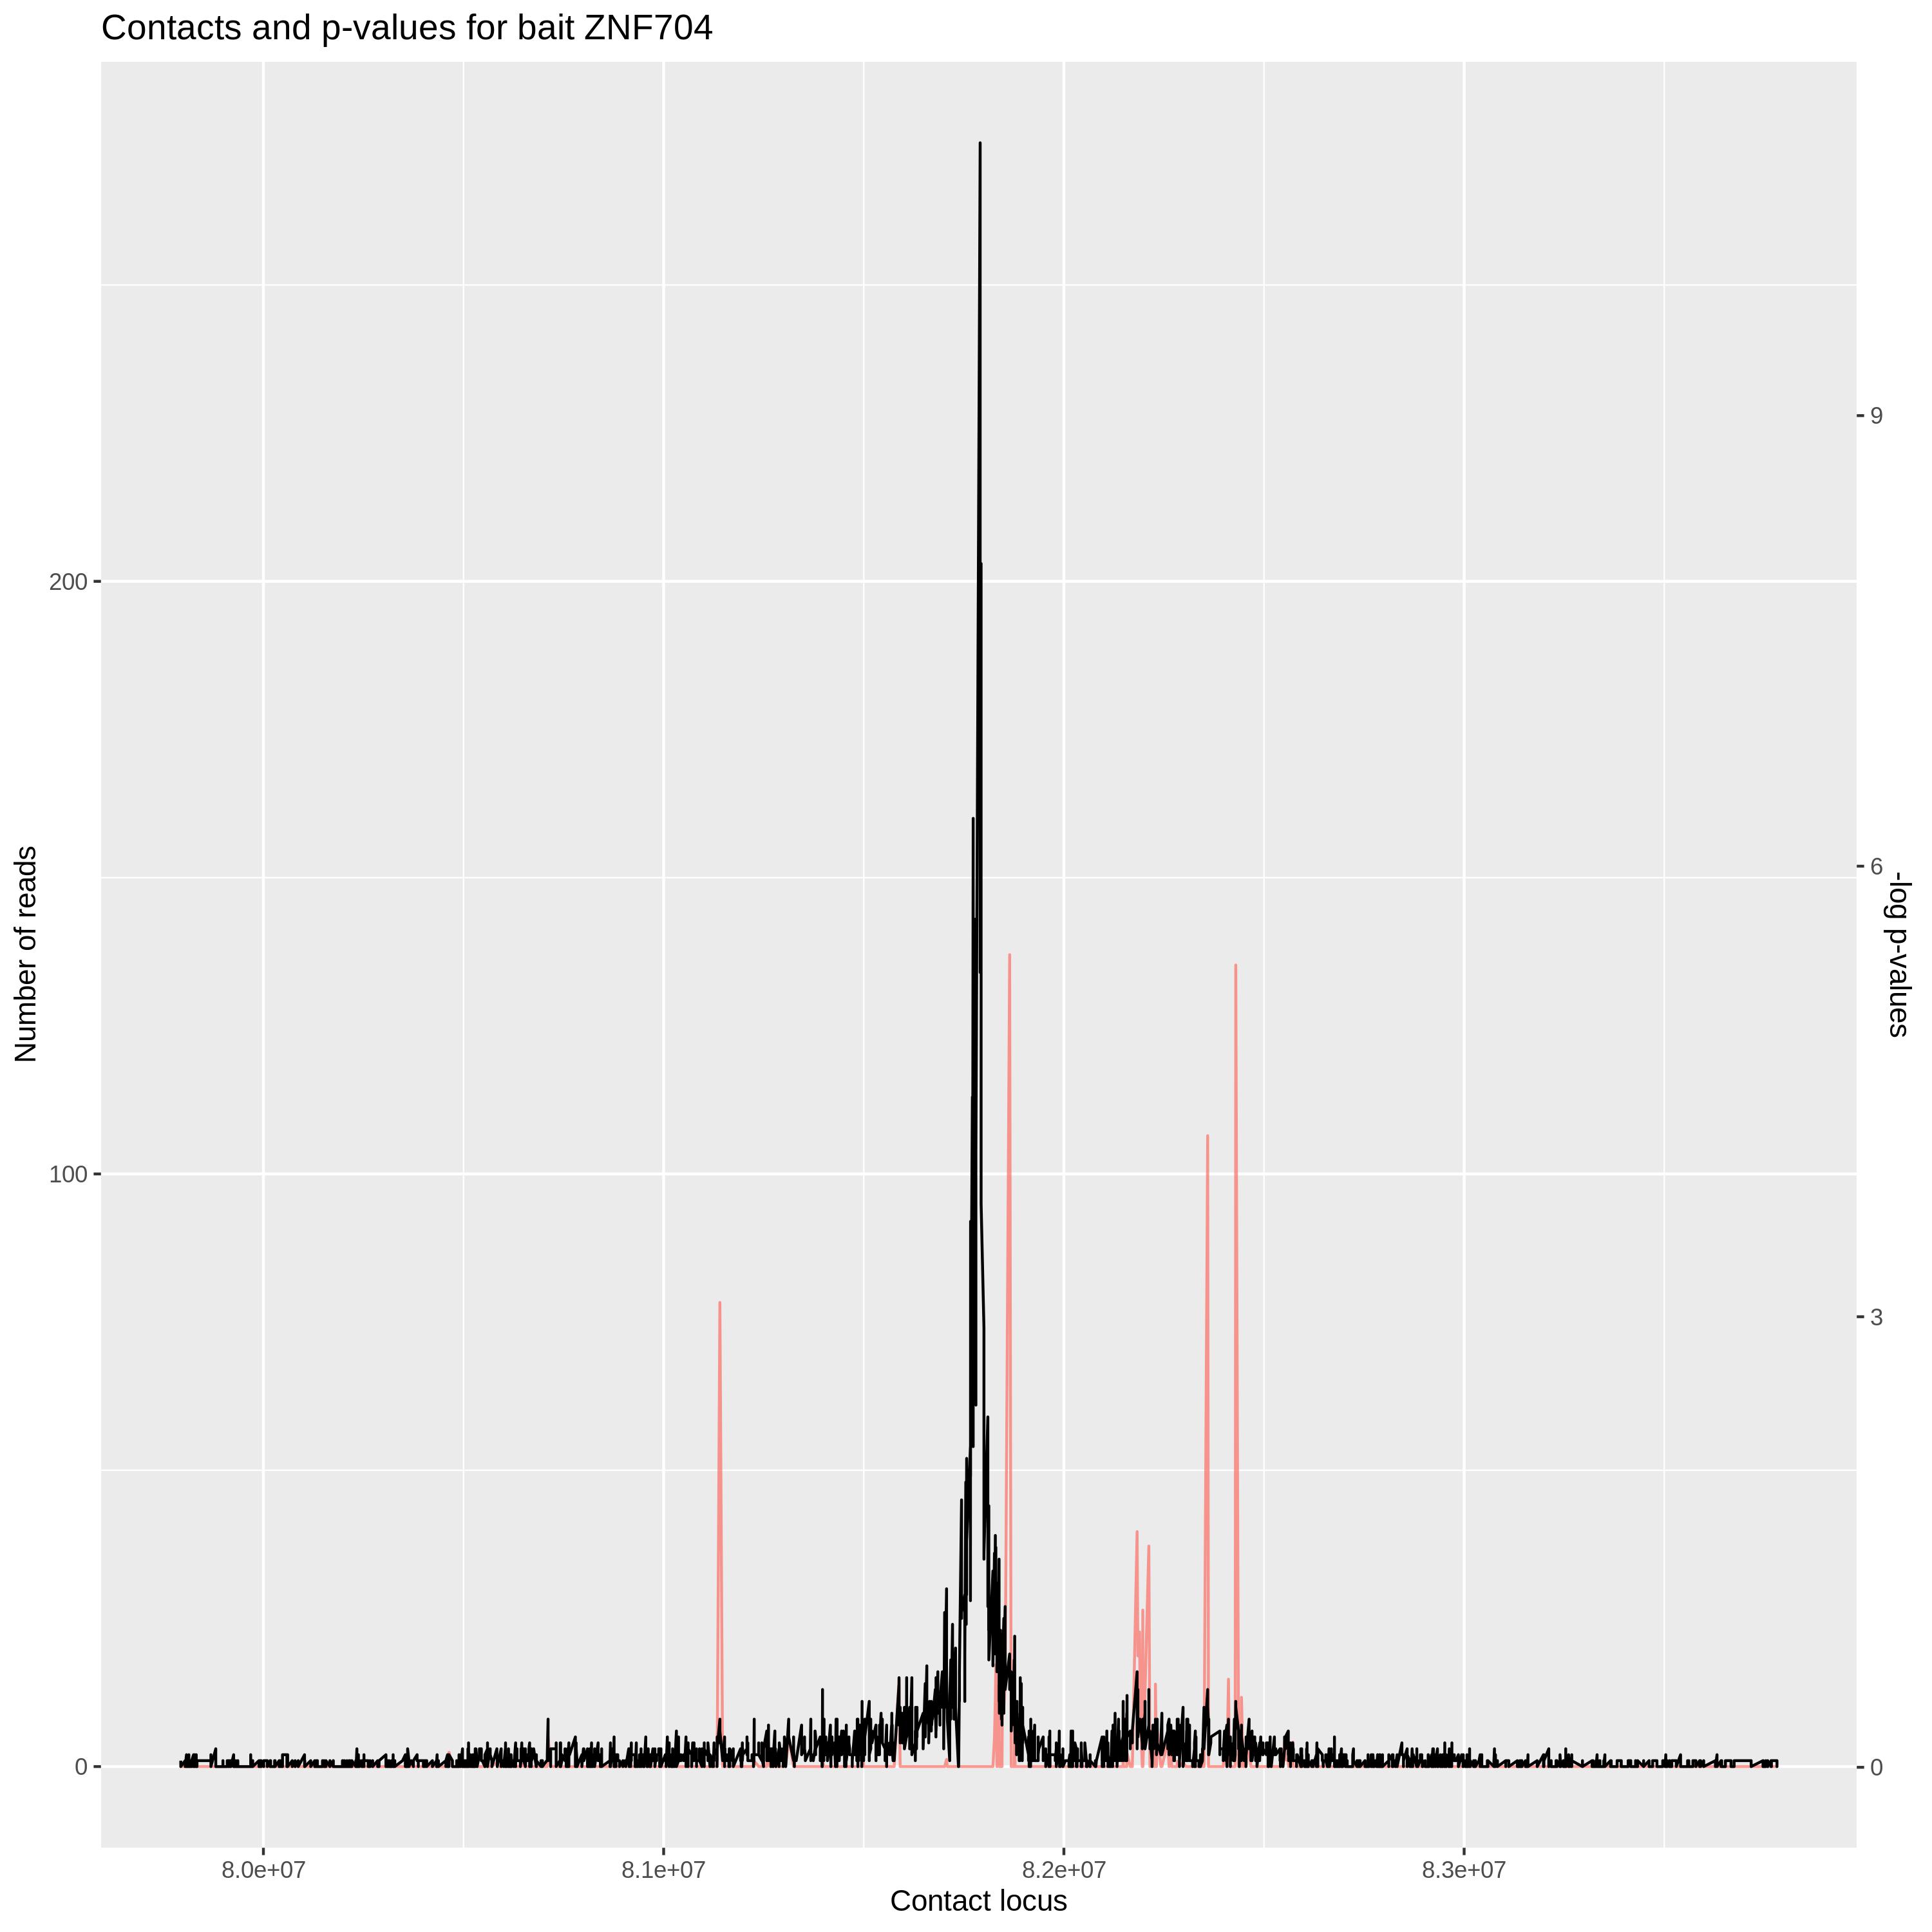 Contacts and p-values for bait ZNF704
Number of reads
200
100
0
9
6
3
0
-log p-values
8.0e+07
8.1e+07
8.2e+07
8.3e+07
Contact locus